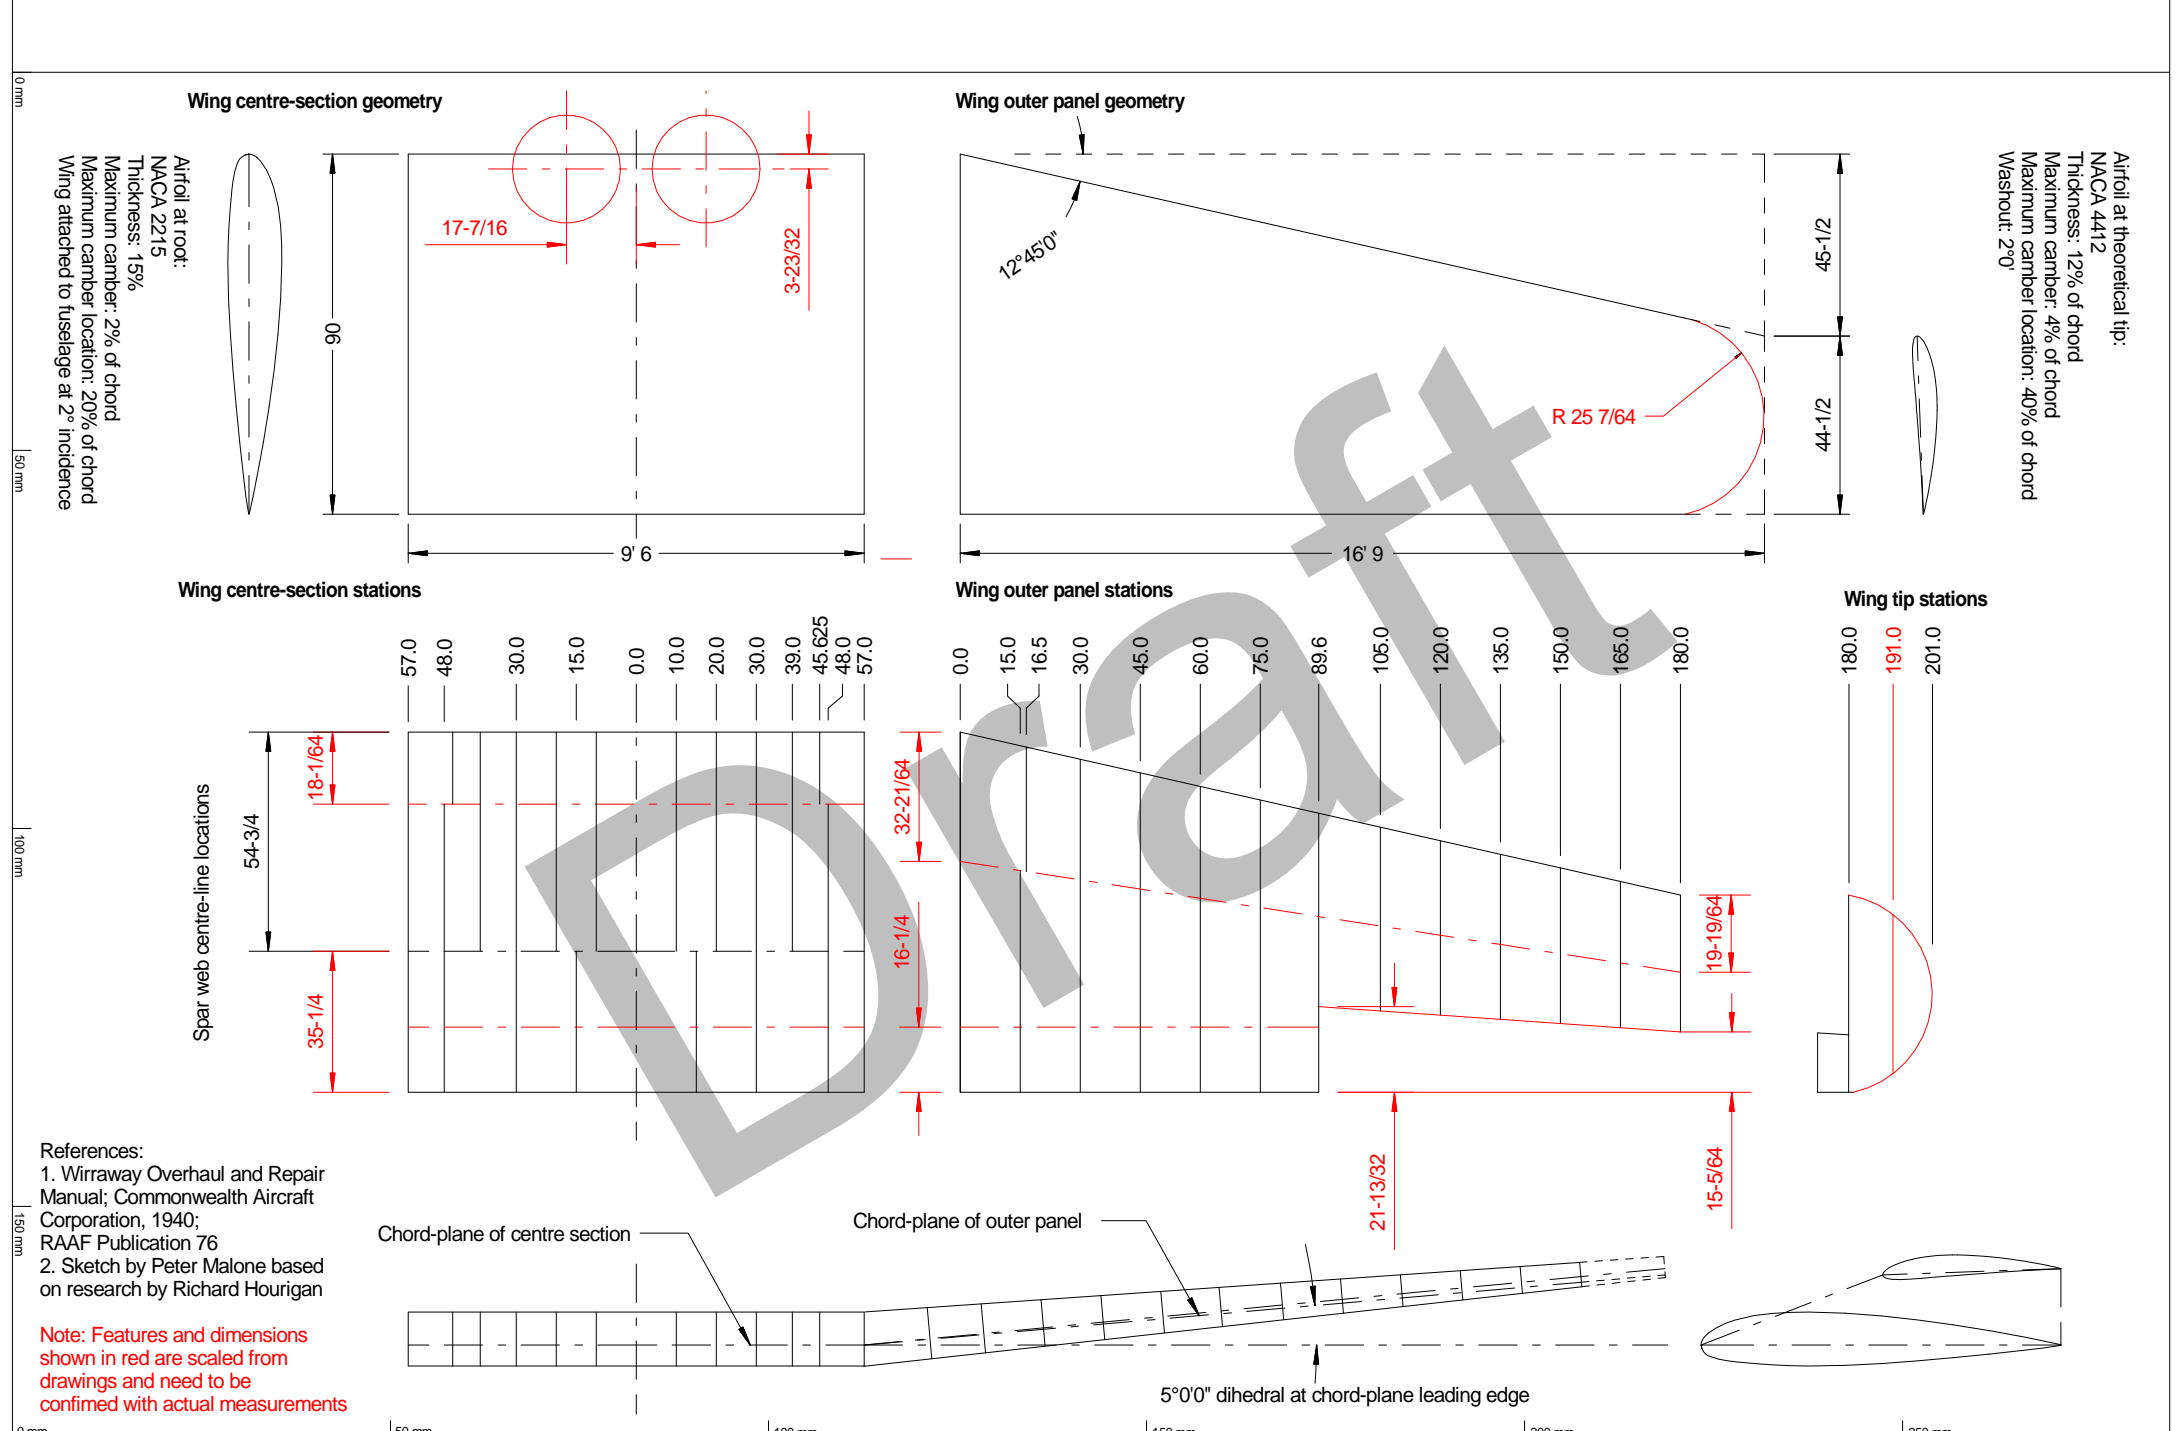 0 mm
50 mm
100 mm
150 mm
Wing centre-section geometry
Airfoil at root:
NACA 2215
Thickness: 15%
Maximum camber: 2% of chord
Maximum camber location: 20% of chord
Wing attached to fuselage at 2° incidence
90
17-7/16
3-23/32
9' 6
Wing outer panel geometry
12°45'0"
R 25 7/64
45-1/2
44-1/2
16' 9
Airfoil at theoretical tip:
NACA 4412
Thickness: 12% of chord
Maximum camber: 4% of chord
Maximum camber location: 40% of chord
Washout: 2°0'
Wing centre-section stations
57.0
48.0
30.0
15.0
0.0
10.0
20.0
30.0
39.0
45.625
48.0
57.0
Spar web centre-line locations
54-3/4
18-1/64
35-1/4
Wing outer panel stations
0.0
15.0
16.5
30.0
45.0
60.0
75.0
89.6
105.0
120.0
135.0
150.0
165.0
180.0
32-21/64
16-1/4
19-19/64
21-13/32
15-5/64
Wing tip stations
180.0
191.0
201.0
Draft
References:
1. Wirraway Overhaul and Repair
Manual; Commonwealth Aircraft
Corporation, 1940;
RAAF Publication 76
2. Sketch by Peter Malone based
on research by Richard Hourigan
Note: Features and dimensions
shown in red are scaled from
drawings and need to be
confimed with actual measurements
Chord-plane of centre section
Chord-plane of outer panel
5°0'0" dihedral at chord-plane leading edge
0 mm
50 mm
100 mm
150 mm
200 mm
250 mm